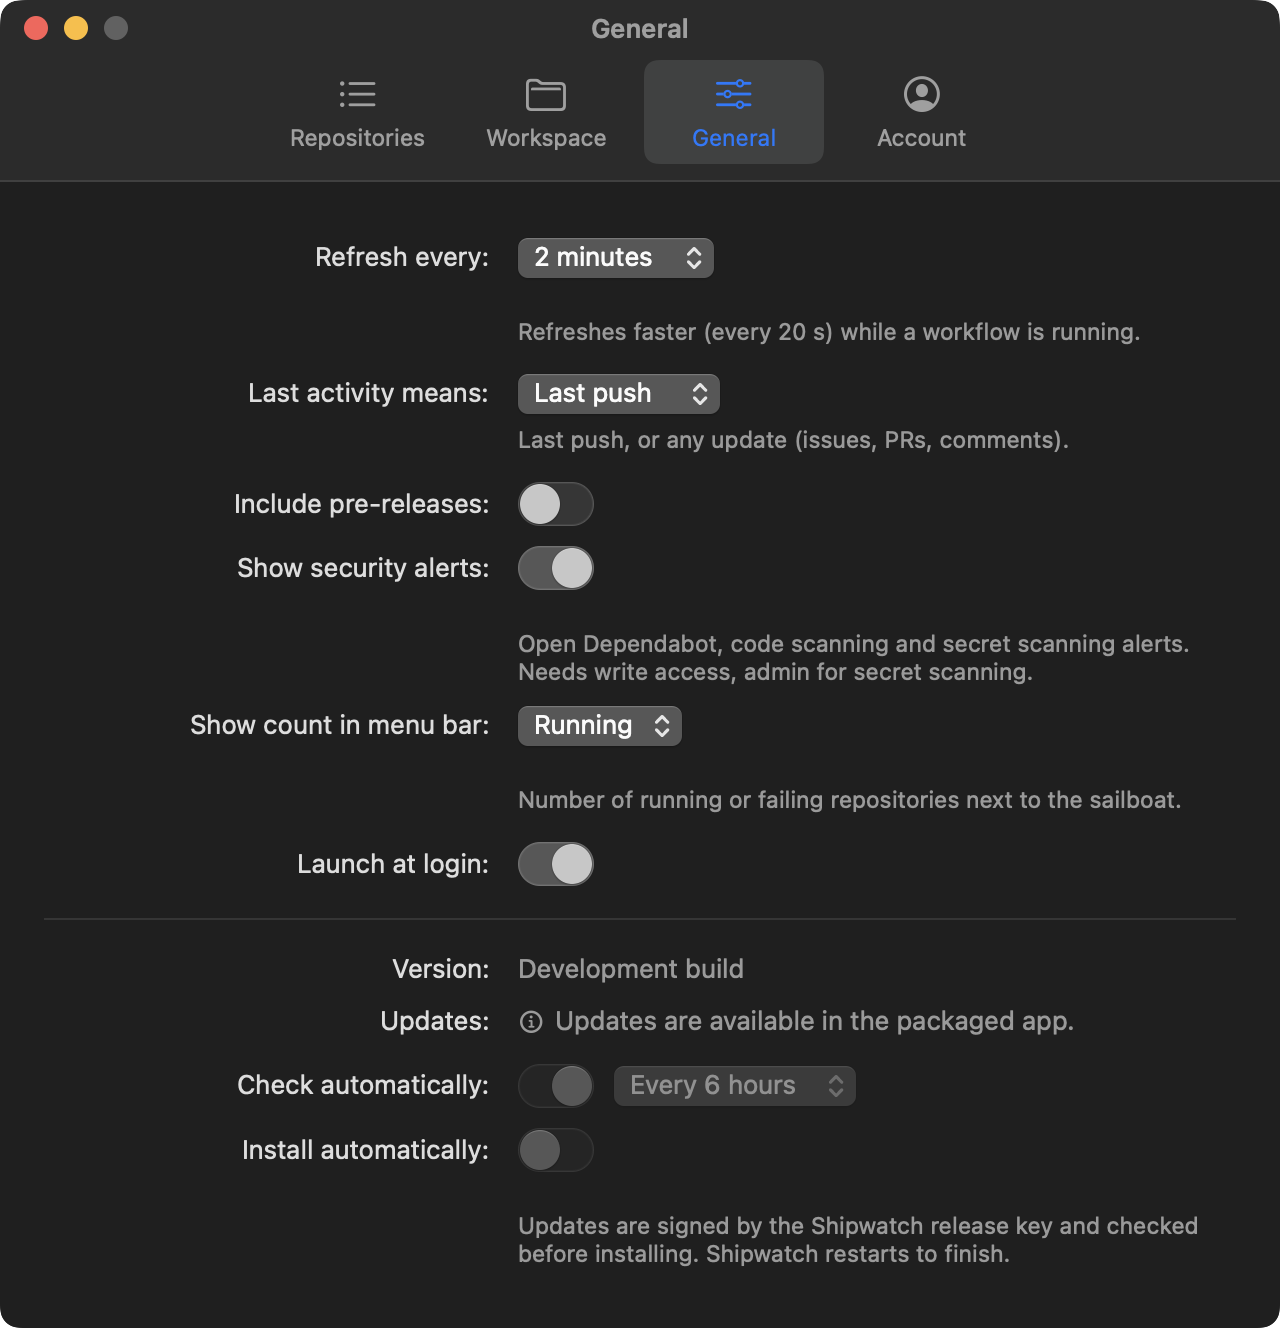 General
Repositories
Workspace
General
Account
Refresh every: 2 minutes
Refreshes faster (every 20 s) while a workflow is running.
Last activity means: Last push
Last push, or any update (issues, PRs, comments).
Include pre-releases:
Show security alerts:
Open Dependabot, code scanning and secret scanning alerts.
Needs write access, admin for secret scanning.
Show count in menu bar: Running
Number of running or failing repositories next to the sailboat.
Launch at login:
Version: Development build
Updates: Updates are available in the packaged app.
Check automatically: Every 6 hours
Install automatically:
Updates are signed by the Shipwatch release key and checked
before installing. Shipwatch restarts to finish.